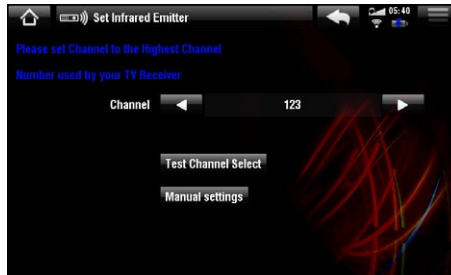 Set Infrared Emitter
05:40
Please set Channel to the Highest Channel
Number used by your TV Receiver
Channel 123
Test Channel Select
Manual settings